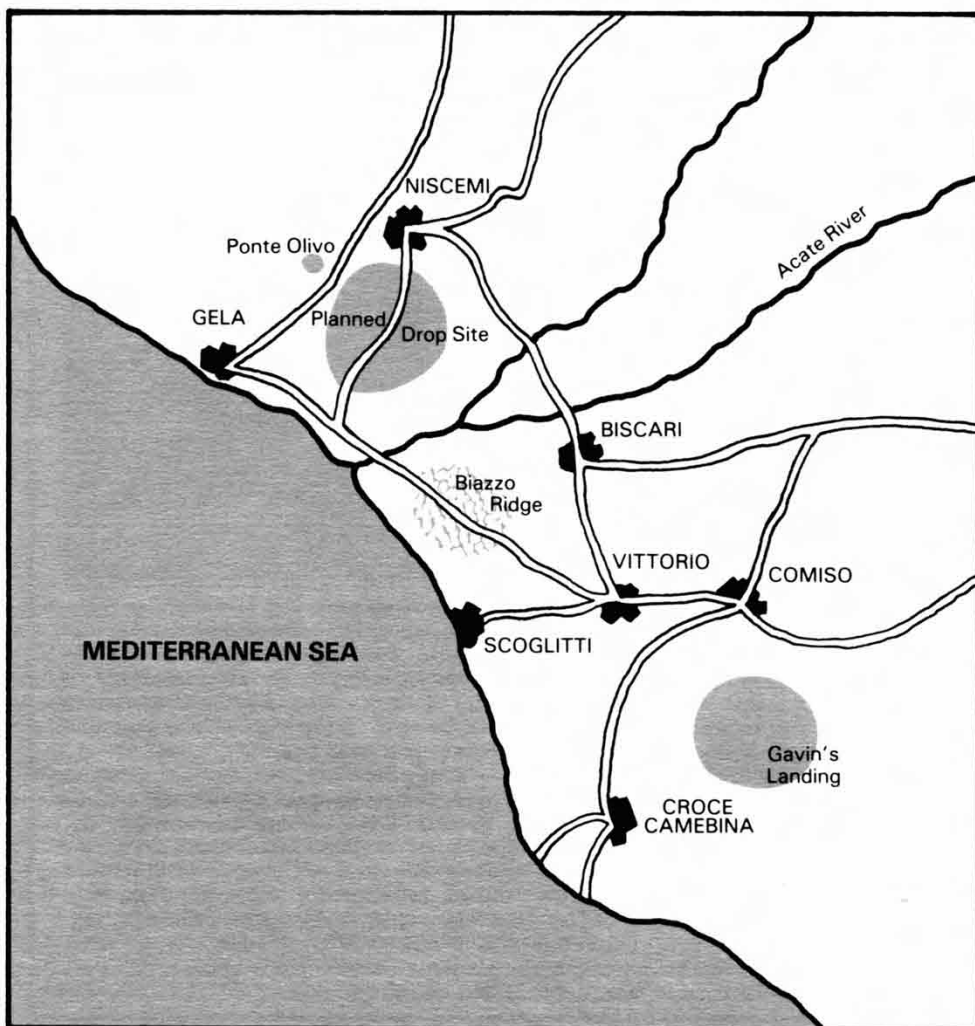 NISCEMI
Ponte Olivo
Acate River
GELA
Planned
Drop Site
BISCARI
Biazzo
Ridge
VITTORIO
COMISO
SCOGLITTI
MEDITERRANEAN SEA
Gavin's
Landing
CROCE
CAMEBINA